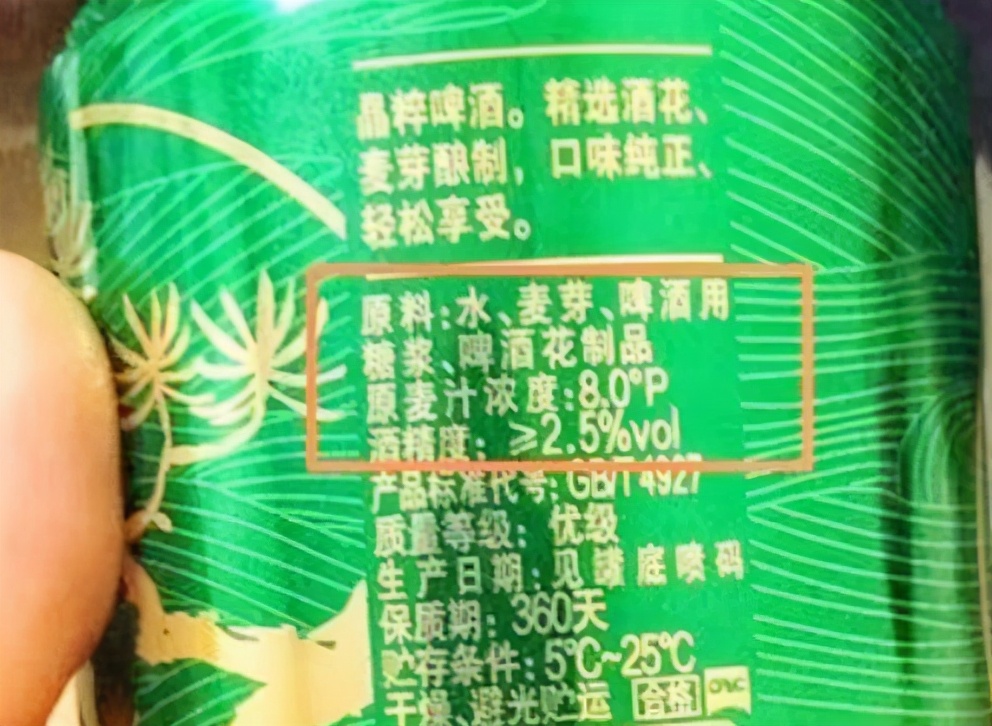 晶粹啤酒。精选酒花、
麦芽酿制，口味纯正、
轻松享受。
原料:水、麦芽、啤酒用
糖浆、啤酒花制品
原麦汁浓度:8.0°P
酒精度：≥2.5%vol
产品标准代号:GB/T4927
质量等级：优级
生产日期:见罐底喷码
保质期：360天
贮存条件:5℃~25℃
干燥、避光贮运 合格